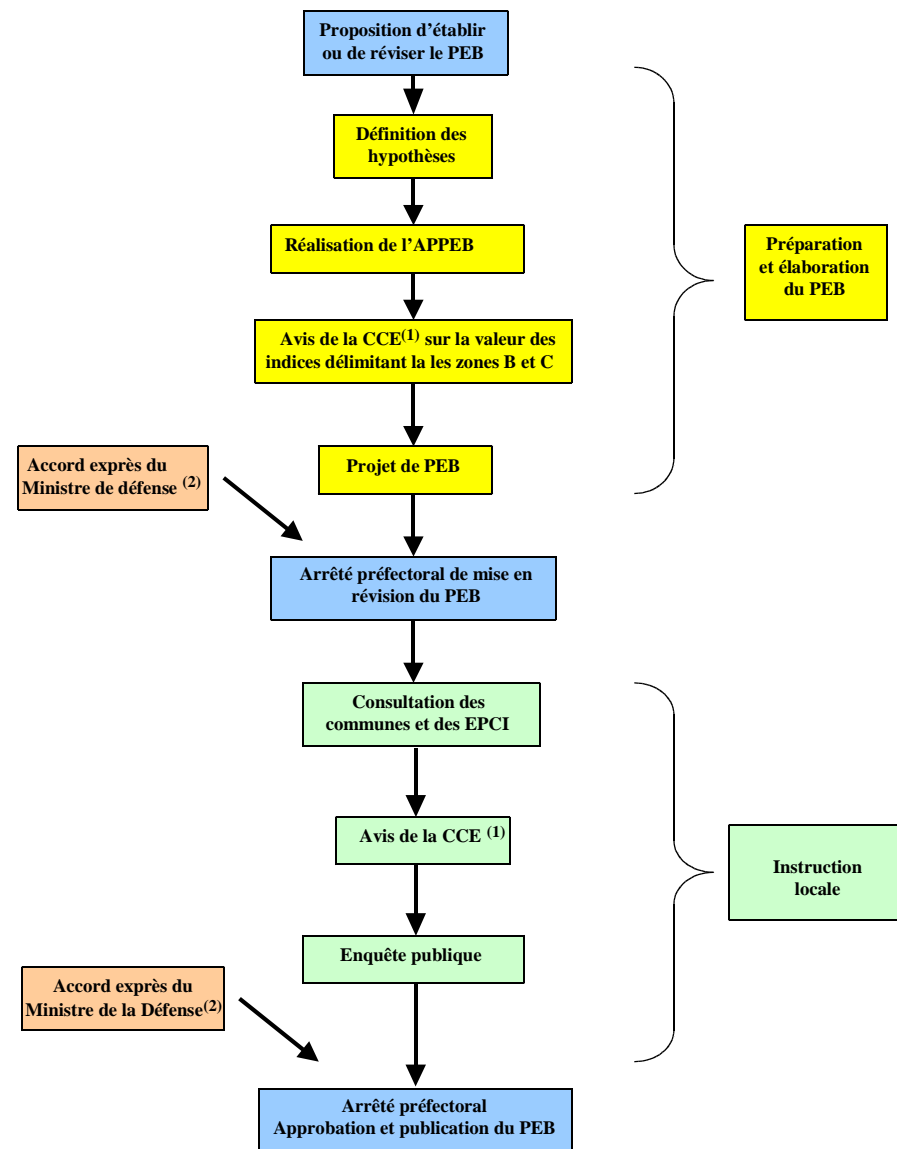 Proposition d'établir
ou de réviser le PEB
Définition des
hypothèses
Réalisation de l'APPEB
Préparation
et élaboration
du PEB
Avis de la CCE(1) sur la valeur des
indices délimitant la les zones B et C
Accord exprès du
Ministre de défense (2)
Projet de PEB
Arrêté préfectoral de mise en
révision du PEB
Consultation des
communes et des EPCI
Avis de la CCE (1)
Instruction
locale
Enquête publique
Accord exprès du
Ministre de la Défense(2)
Arrêté préfectoral
Approbation et publication du PEB